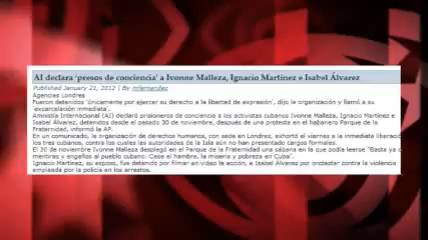 AI declara 'presos de conciencia' a Ivonne Malleza, Ignacio Martínez e Isabel Álvarez
Published January 21, 2012 | By mfernandez
Agencias Londres
Fueron detenidos 'únicamente por ejercer su derecho a la libertad de expresión', dijo la organización y llamó a su
'excarcelación inmediata'.
Amnistía Internacional (AI) declaró prisioneros de conciencia a los activistas cubanos Ivonne Malleza, Ignacio Martínez e
Isabel Álvarez, detenidos desde el pasado 30 de noviembre, después de una protesta en el habanero Parque de la
Fraternidad, informó la AP.
En un comunicado, la organización de derechos humanos, con sede en Londres, exhortó el viernes a la inmediata liberació
los tres cubanos, contra los cuales las autoridades de la Isla aún no han presentado cargos formales.
El 30 de noviembre Ivonne Malleza desplegó en el Parque de la Fraternidad una sábana en la que podía leerse "Basta ya d
mentiras y engaños al pueblo cubano. Cese el hambre, la miseria y pobreza en Cuba".
Ignacio Martínez, su esposo, fue detenido por filmar en video la acción, e Isabel Álvarez por protestar contra la violencia
empleada por la policía en los arrestos.